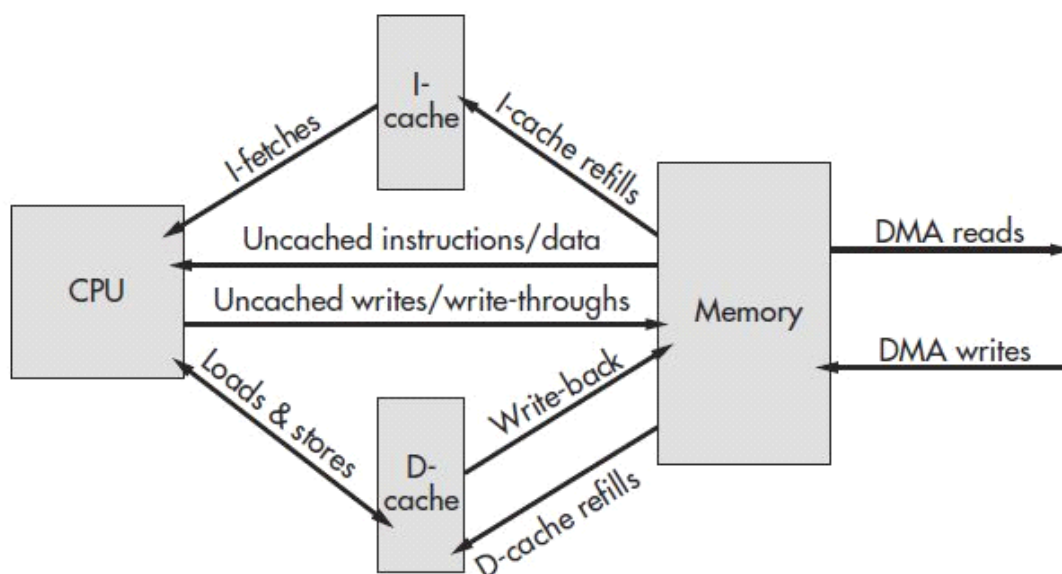 I-
cache
I-fetches
I-cache refills
Uncached instructions/data
DMA reads
CPU
Uncached writes/write-throughs
Memory
DMA writes
Loads & stores
Write-back
D-
cache
D-cache refills